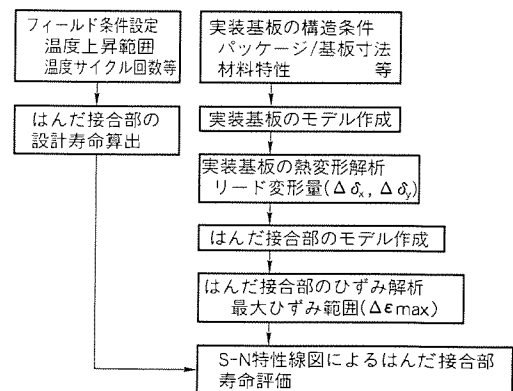 フィールド条件設定
温度上昇範囲
温度サイクル回数等
はんだ接合部の
設計寿命算出
実装基板の構造条件
パッケージ/基板寸法
材料特性 等
実装基板のモデル作成
実装基板の熱変形解析
リード変形量(Δδx, Δδy)
はんだ接合部のモデル作成
はんだ接合部のひずみ解析
最大ひずみ範囲(Δεmax)
S-N特性線図によるはんだ接合部
寿命評価